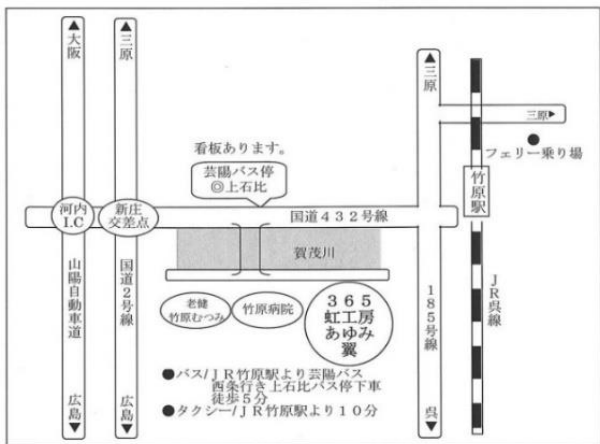 ▲大阪
▲三原
▲三原
三原▶
●
フェリー乗り場
看板あります。
芸陽バス停
◎上石比
竹原駅
河内
I.C
新庄
交差点
国道432号線
賀茂川
山陽自動車道
国道2号線
185号線
JR呉線
老健
竹原むつみ
竹原病院
365
虹工房
あゆみ
翼
●バス/JR竹原駅より芸陽バス
西条行き上石比バス停下車
徒歩5分
●タクシー/JR竹原駅より10分
広島▼
広島▼
呉▼